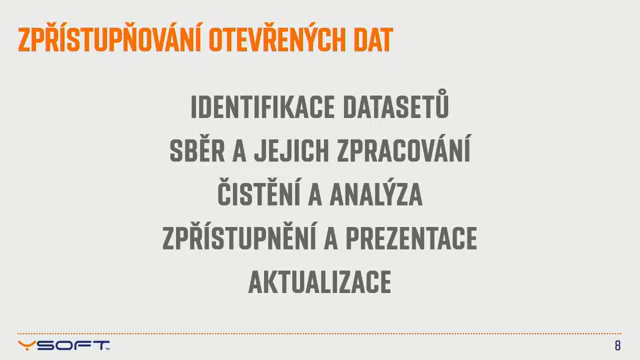 ZPŘÍSTUPŇOVÁNÍ OTEVŘENÝCH DAT
IDENTIFIKACE DATASETŮ
SBĚR A JEJICH ZPRACOVÁNÍ
ČISTĚNÍ A ANALÝZA
ZPŘÍSTUPNĚNÍ A PREZENTACE
AKTUALIZACE
YSOFT
8